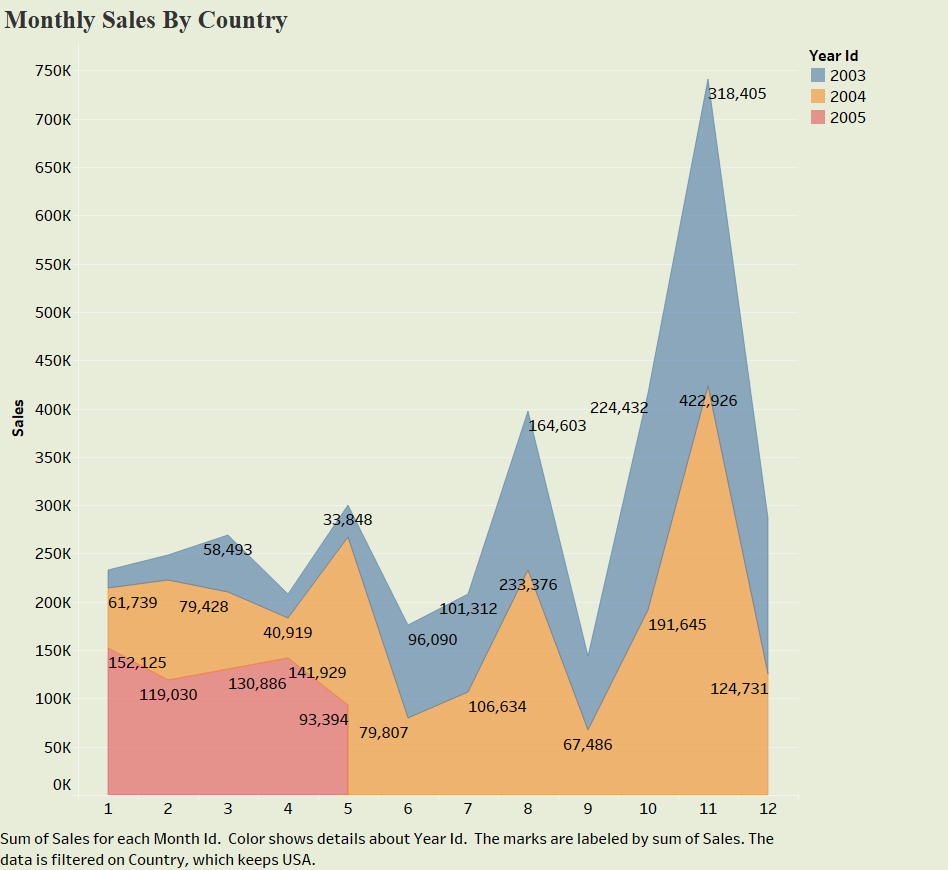 Monthly Sales By Country
Year Id
2003
2004
2005
750K
700K
650K
600K
550K
500K
450K
400K
350K
300K
250K
200K
150K
100K
50K
0K
Sales
318,405
422,926
224,432
164,603
33,848
58,493
233,376
61,739
79,428
101,312
191,645
40,919
96,090
152,125
141,929
130,886
119,030
124,731
106,634
93,394
79,807
67,486
1 2 3 4 5 6 7 8 9 10 11 12
Sum of Sales for each Month Id.  Color shows details about Year Id.  The marks are labeled by sum of Sales. The
data is filtered on Country, which keeps USA.